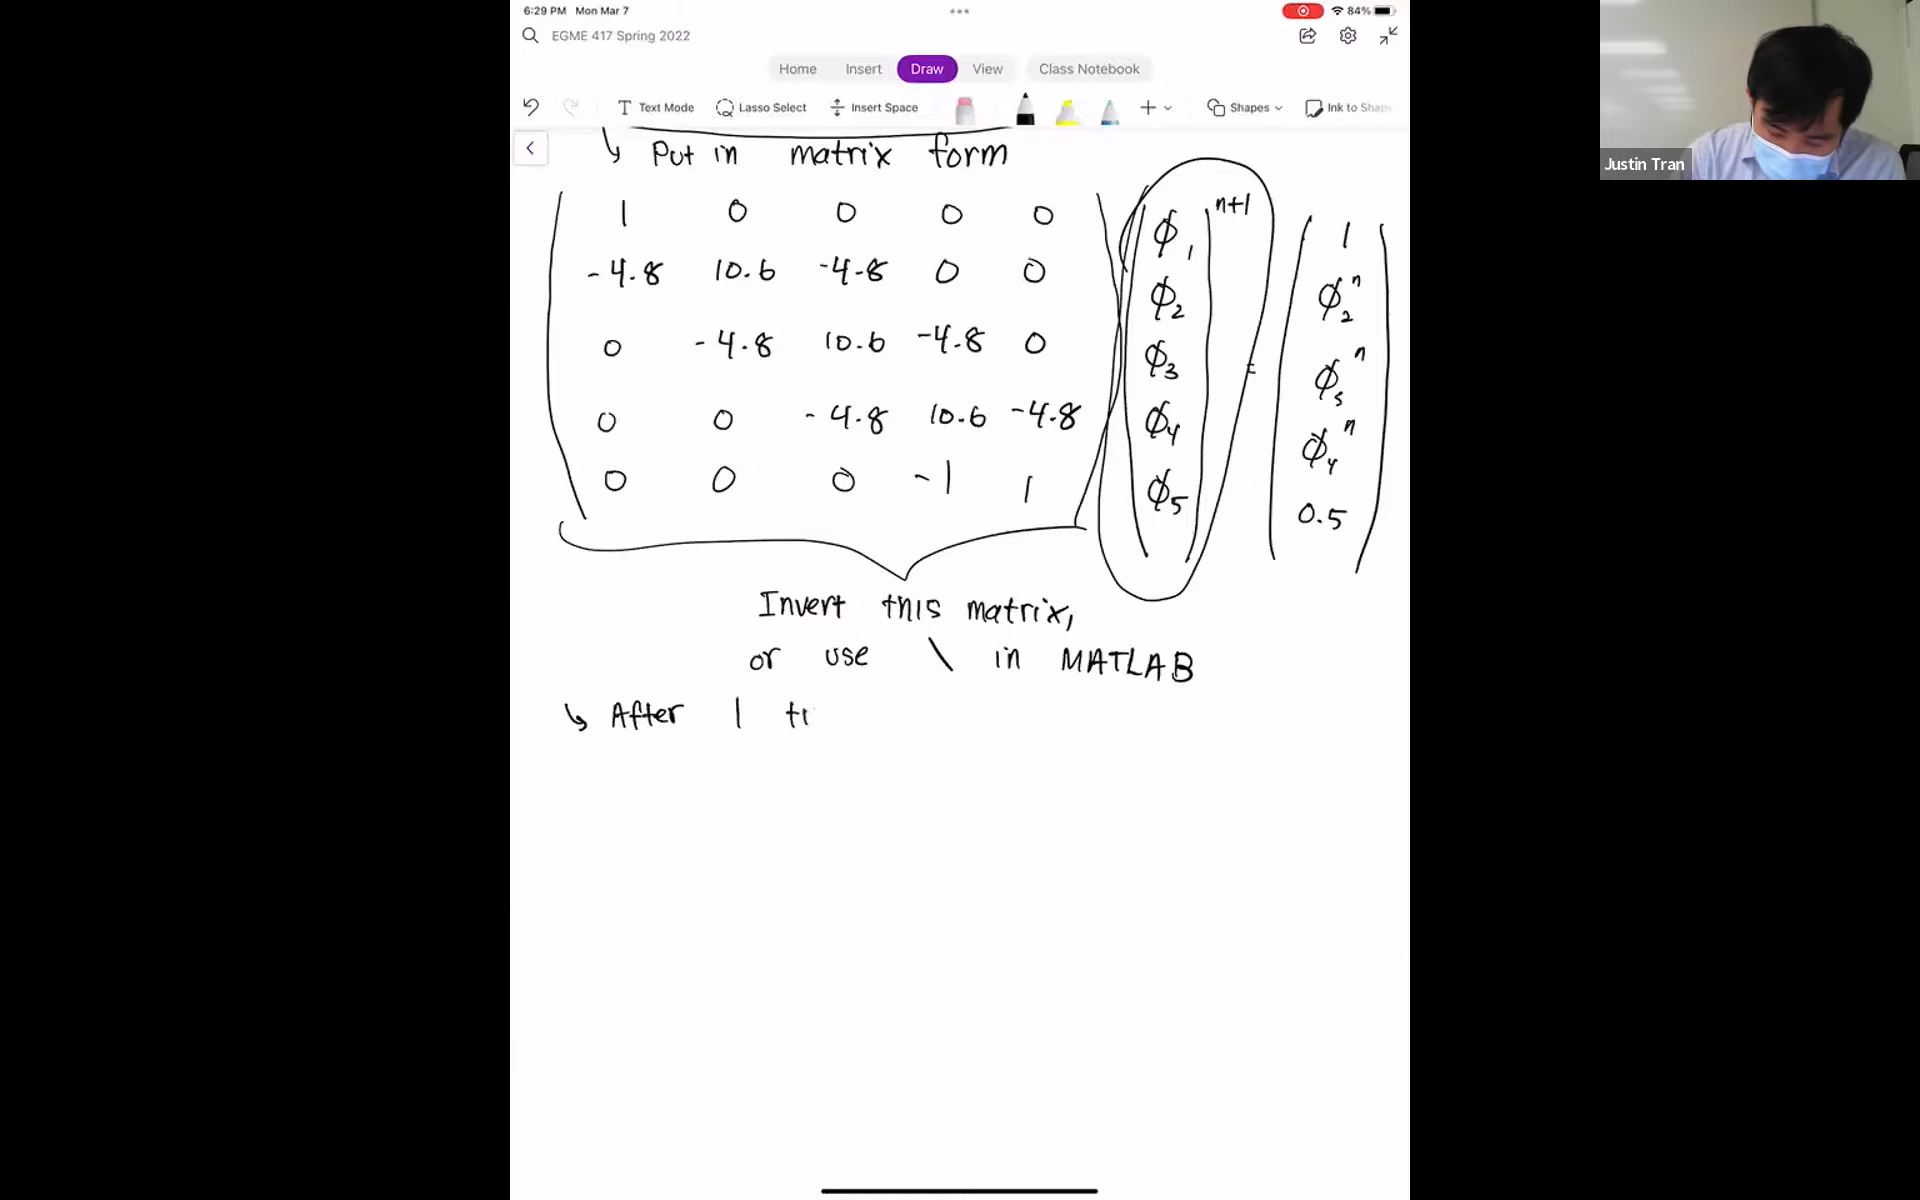 6:29 PM Mon Mar 7
84%
EGME 417 Spring 2022
Home Insert Draw View Class Notebook
Text Mode Lasso Select Insert Space Shapes Ink to Shape
Justin Tran
↳ Put in matrix form
1 0 0 0 0 ϕ1 n+1 1
-4.8 10.6 -4.8 0 0 ϕ2 ϕ2 n
0 -4.8 10.6 -4.8 0 ϕ3 = ϕ3 n
0 0 -4.8 10.6 -4.8 ϕ4 ϕ4 n
0 0 0 -1 1 ϕ5 0.5
Invert this matrix,
or use \ in MATLAB
↳ After 1 ti